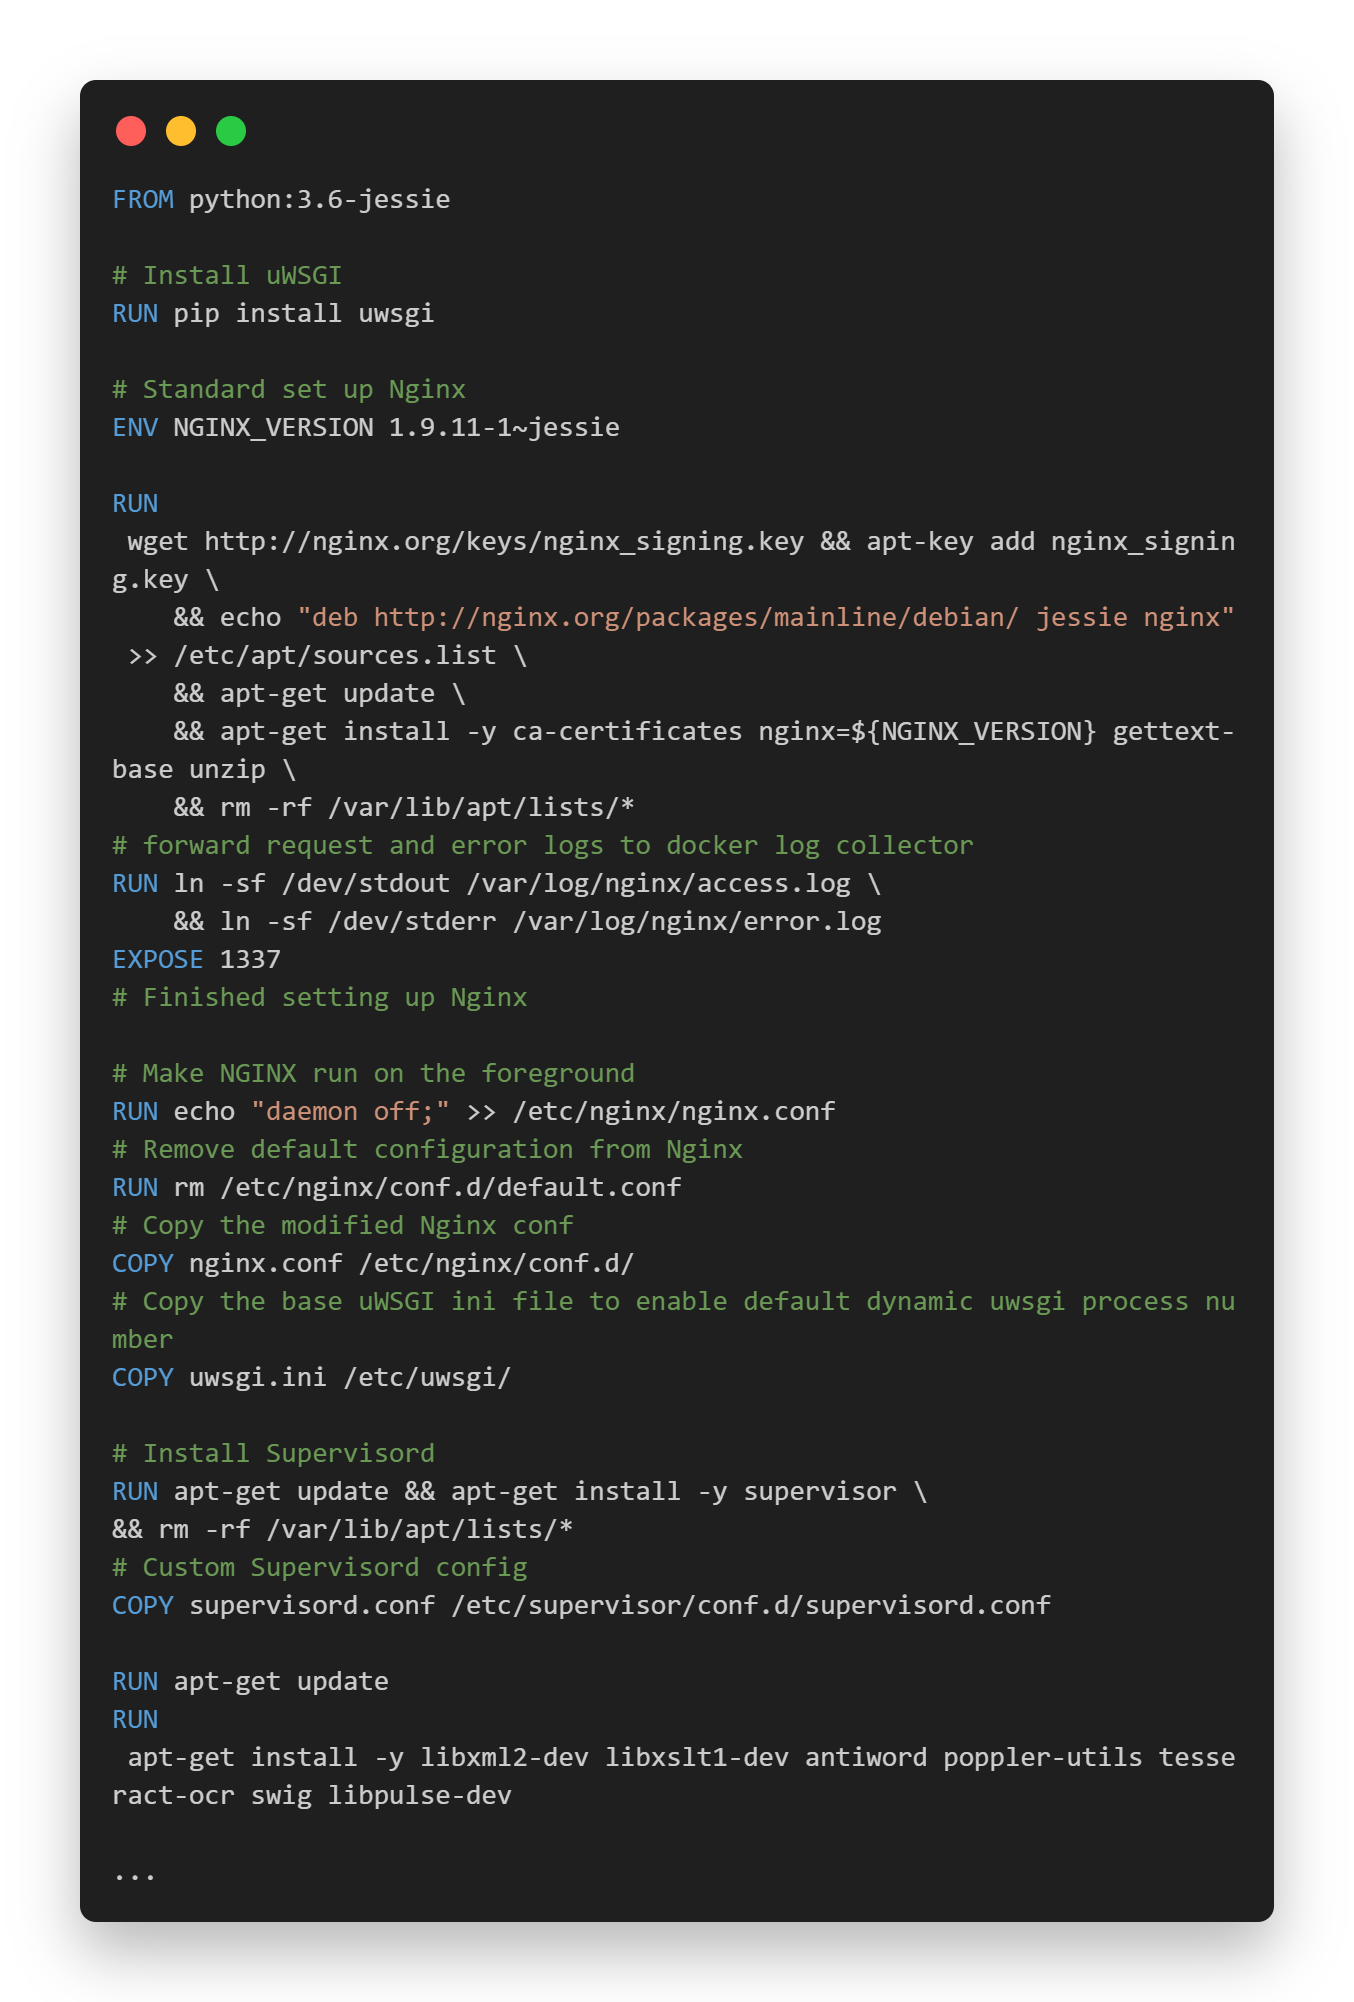 FROM python:3.6-jessie

# Install uWSGI
RUN pip install uwsgi

# Standard set up Nginx
ENV NGINX_VERSION 1.9.11-1~jessie

RUN
 wget http://nginx.org/keys/nginx_signing.key && apt-key add nginx_signin
g.key \
    && echo "deb http://nginx.org/packages/mainline/debian/ jessie nginx"
 >> /etc/apt/sources.list \
    && apt-get update \
    && apt-get install -y ca-certificates nginx=${NGINX_VERSION} gettext-
base unzip \
    && rm -rf /var/lib/apt/lists/*
# forward request and error logs to docker log collector
RUN ln -sf /dev/stdout /var/log/nginx/access.log \
    && ln -sf /dev/stderr /var/log/nginx/error.log
EXPOSE 1337
# Finished setting up Nginx

# Make NGINX run on the foreground
RUN echo "daemon off;" >> /etc/nginx/nginx.conf
# Remove default configuration from Nginx
RUN rm /etc/nginx/conf.d/default.conf
# Copy the modified Nginx conf
COPY nginx.conf /etc/nginx/conf.d/
# Copy the base uWSGI ini file to enable default dynamic uwsgi process nu
mber
COPY uwsgi.ini /etc/uwsgi/

# Install Supervisord
RUN apt-get update && apt-get install -y supervisor \
&& rm -rf /var/lib/apt/lists/*
# Custom Supervisord config
COPY supervisord.conf /etc/supervisor/conf.d/supervisord.conf

RUN apt-get update
RUN
 apt-get install -y libxml2-dev libxslt1-dev antiword poppler-utils tesse
ract-ocr swig libpulse-dev

...